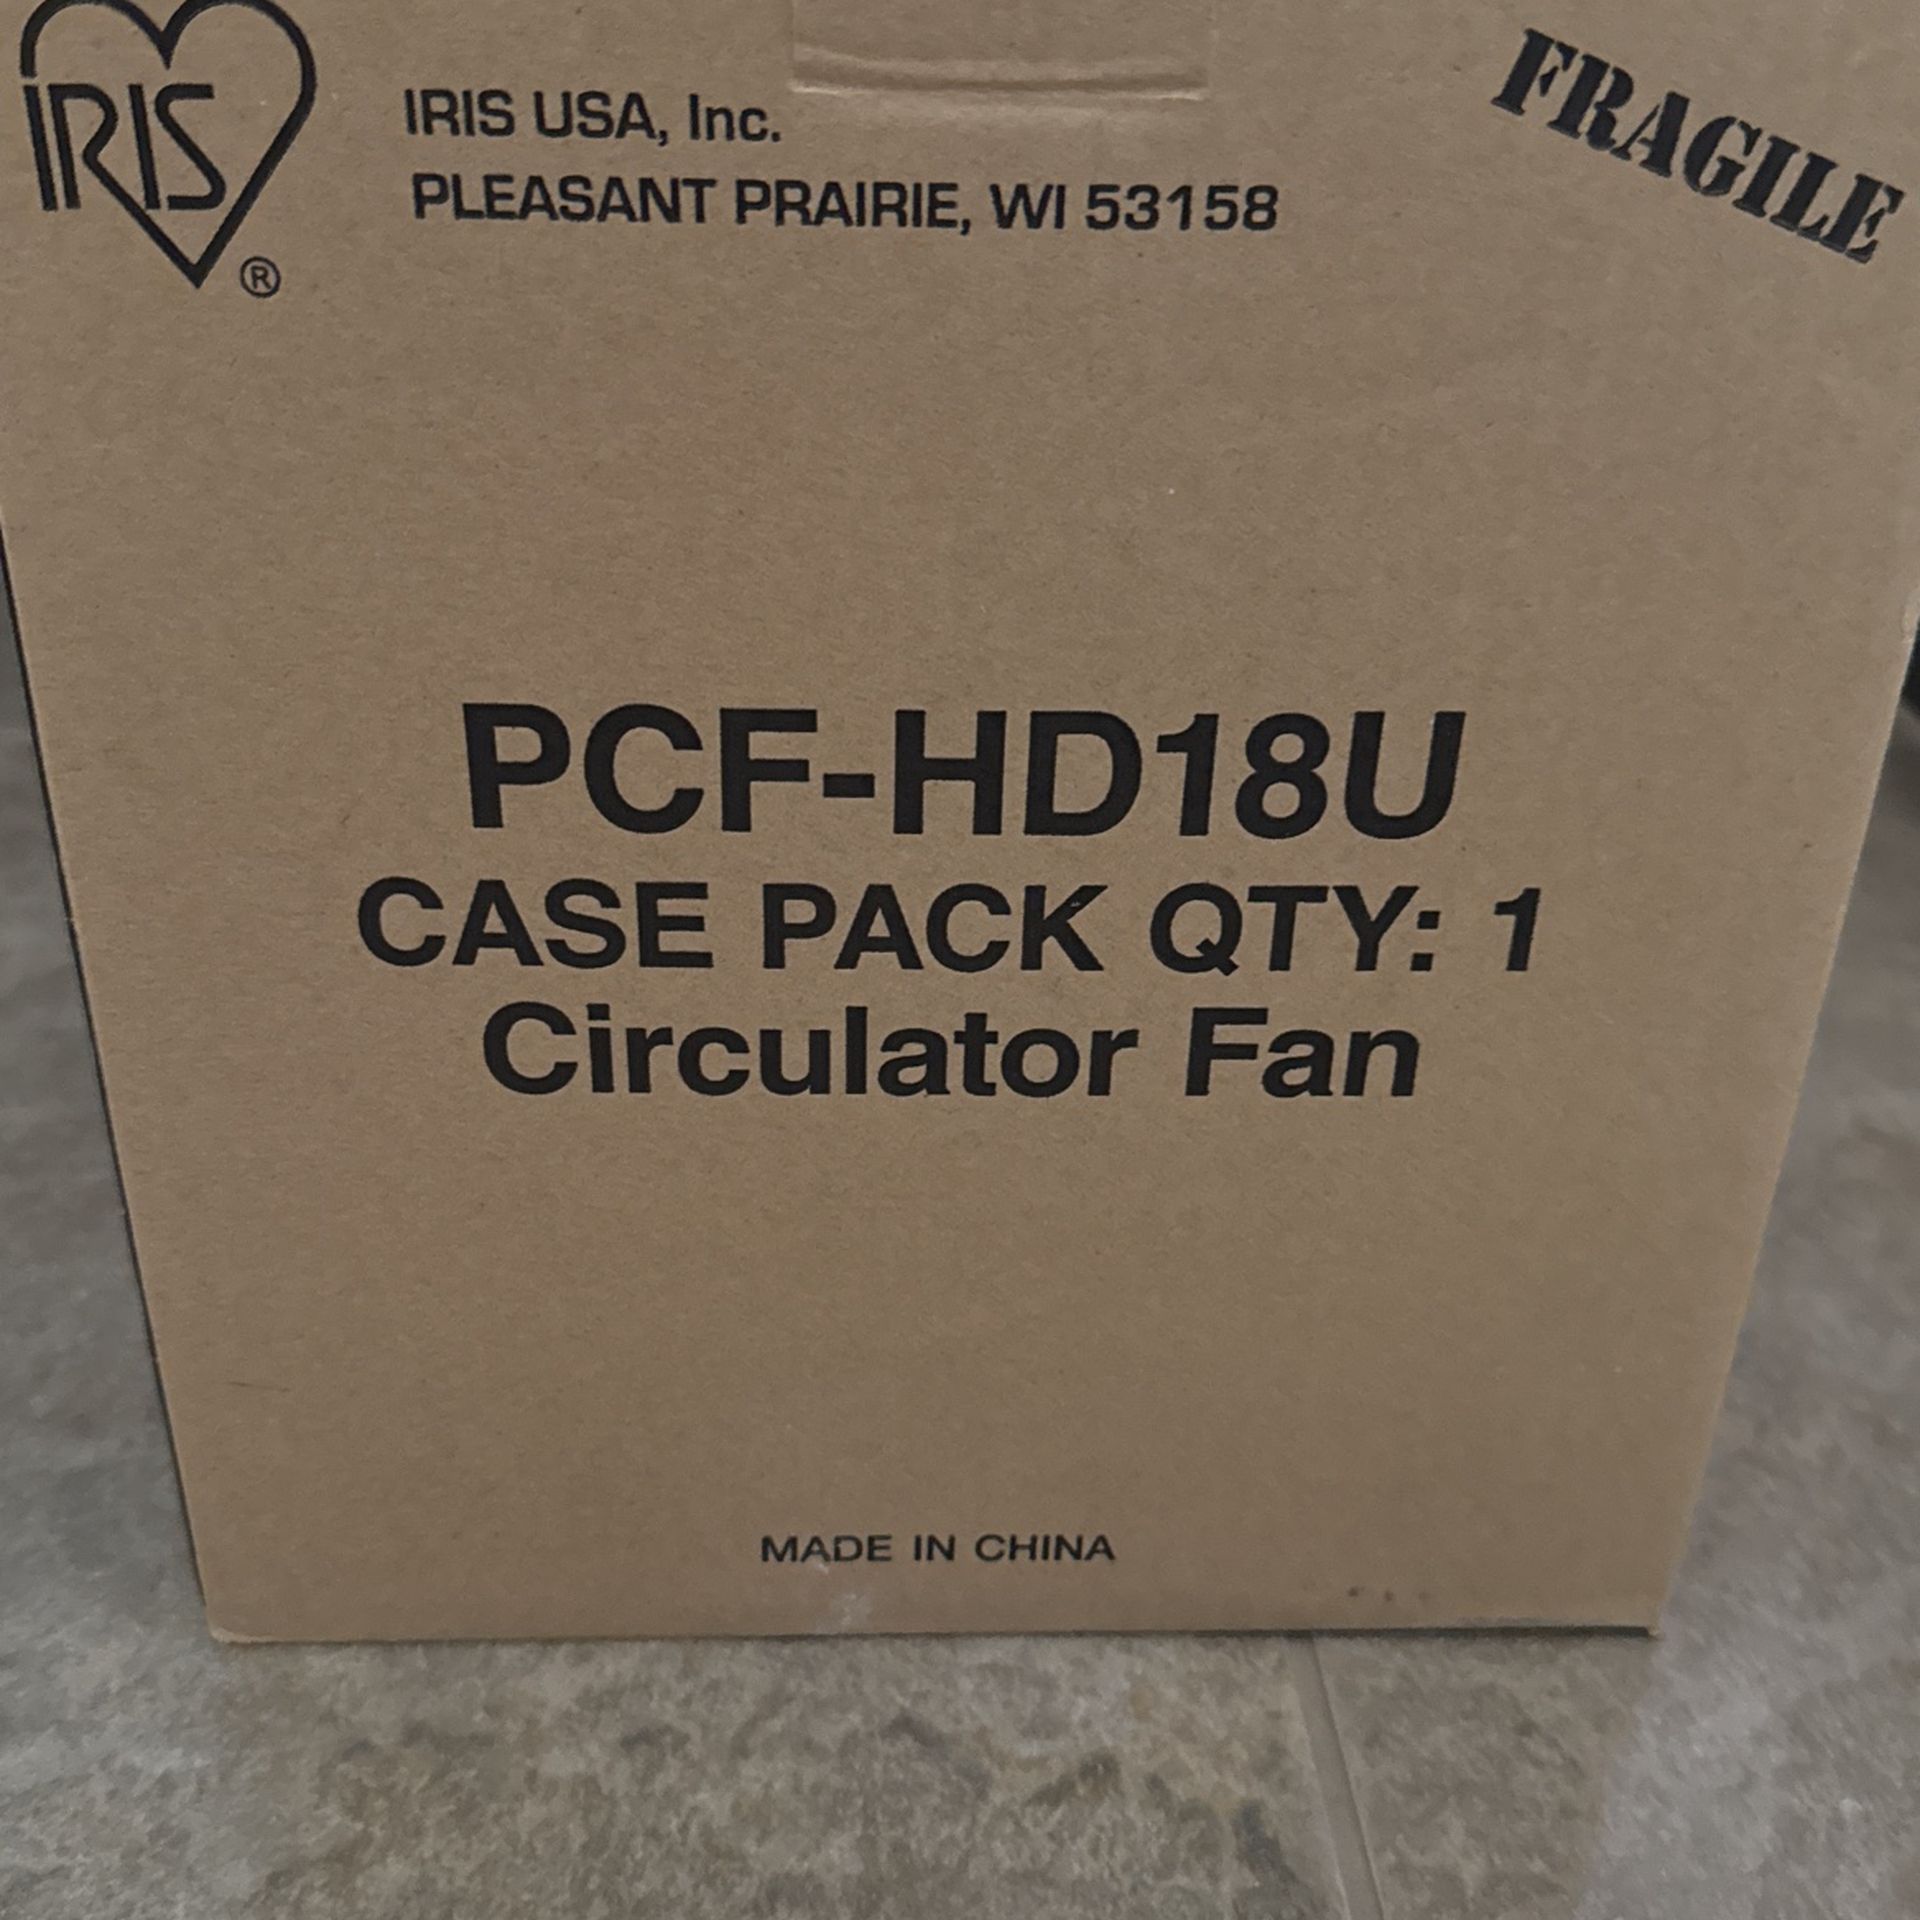 IRIS
®
IRIS USA, Inc.
PLEASANT PRAIRIE, WI 53158
FRAGILE
PCF-HD18U
CASE PACK QTY: 1
Circulator Fan
MADE IN CHINA